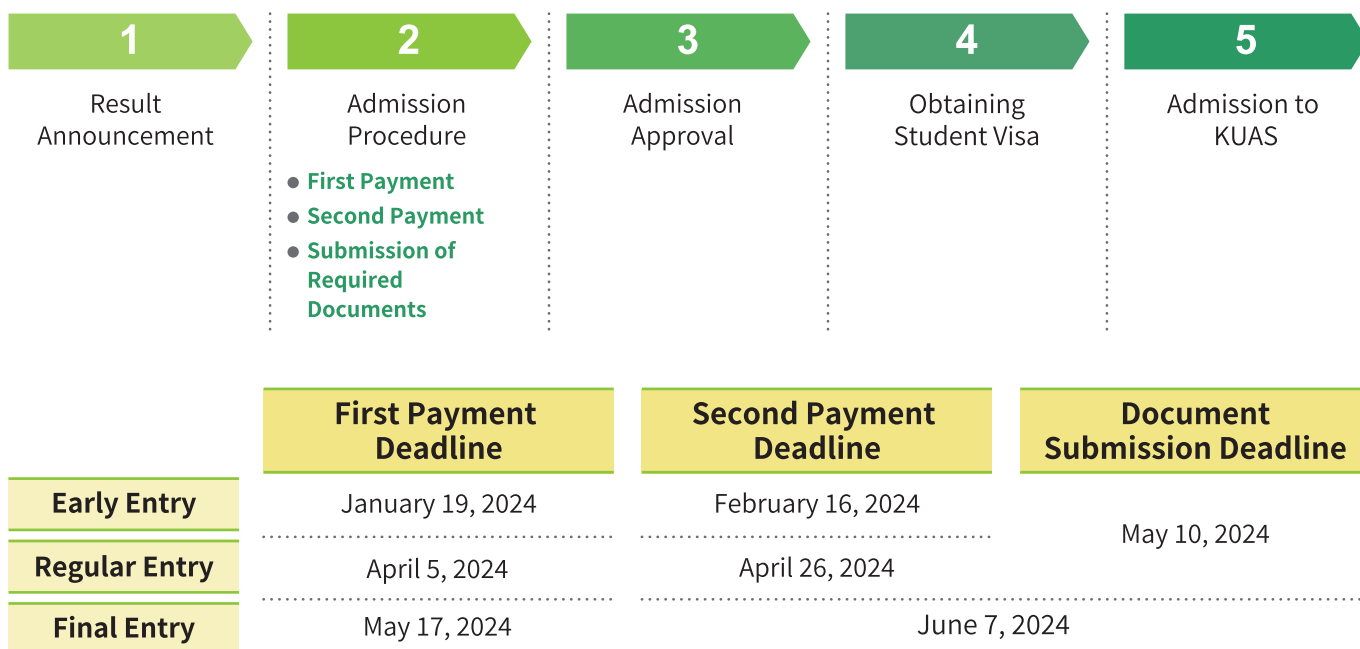 1
2
3
4
5
Result
Announcement
Admission
Procedure
First Payment
Second Payment
Submission of
Required
Documents
Admission
Approval
Obtaining
Student Visa
Admission to
KUAS
First Payment
Deadline
Second Payment
Deadline
Document
Submission Deadline
Early Entry
January 19, 2024
February 16, 2024
May 10, 2024
Regular Entry
April 5, 2024
April 26, 2024
Final Entry
May 17, 2024
June 7, 2024